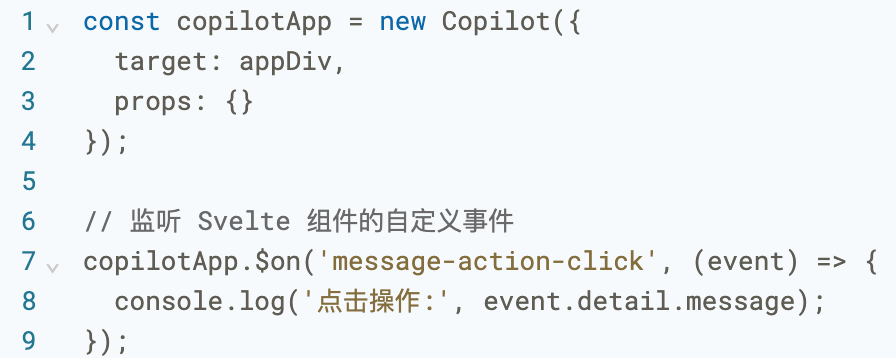 1 const copilotApp = new Copilot({
2   target: appDiv,
3   props: {}
4 });
5
6 // 监听 Svelte 组件的自定义事件
7 copilotApp.$on('message-action-click', (event) => {
8   console.log('点击操作:', event.detail.message);
9 });